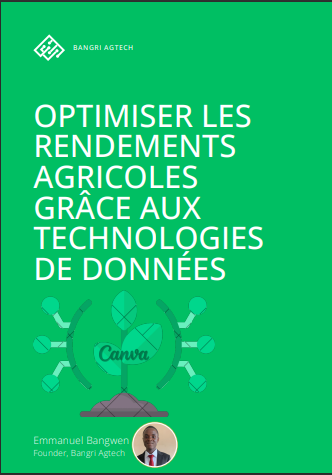 BANGRI AGTECH
OPTIMISER LES
RENDEMENTS
AGRICOLES
GRÂCE AUX
TECHNOLOGIES
DE DONNÉES
Canva
Emmanuel Bangwen
Founder, Bangri Agtech